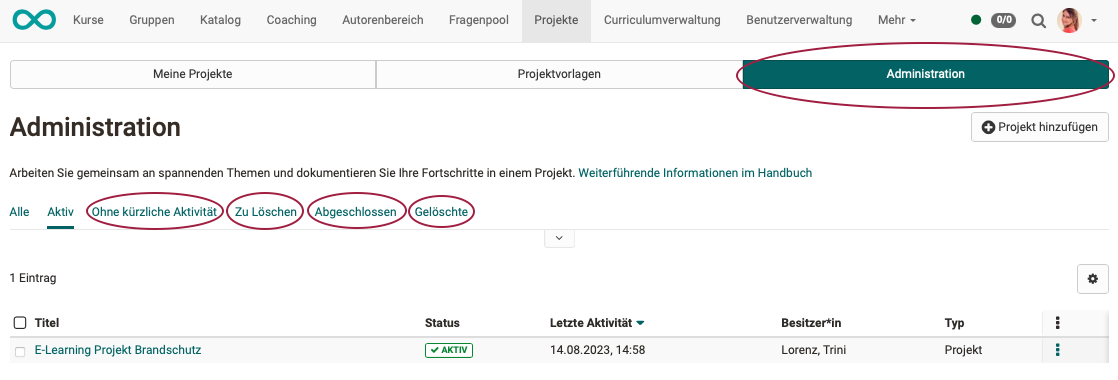 Kurse Gruppen Katalog Coaching Autorenbereich Fragenpool Projekte Curriculumverwaltung Benutzerverwaltung Mehr 0/0
Meine Projekte Projektvorlagen Administration
Administration Projekt hinzufügen
Arbeiten Sie gemeinsam an spannenden Themen und dokumentieren Sie Ihre Fortschritte in einem Projekt. Weiterführende Informationen im Handbuch
Alle Aktiv Ohne kürzliche Aktivität Zu Löschen Abgeschlossen Gelöschte
1 Eintrag
Titel Status Letzte Aktivität Besitzer*in Typ
E-Learning Projekt Brandschutz AKTIV 14.08.2023, 14:58 Lorenz, Trini Projekt